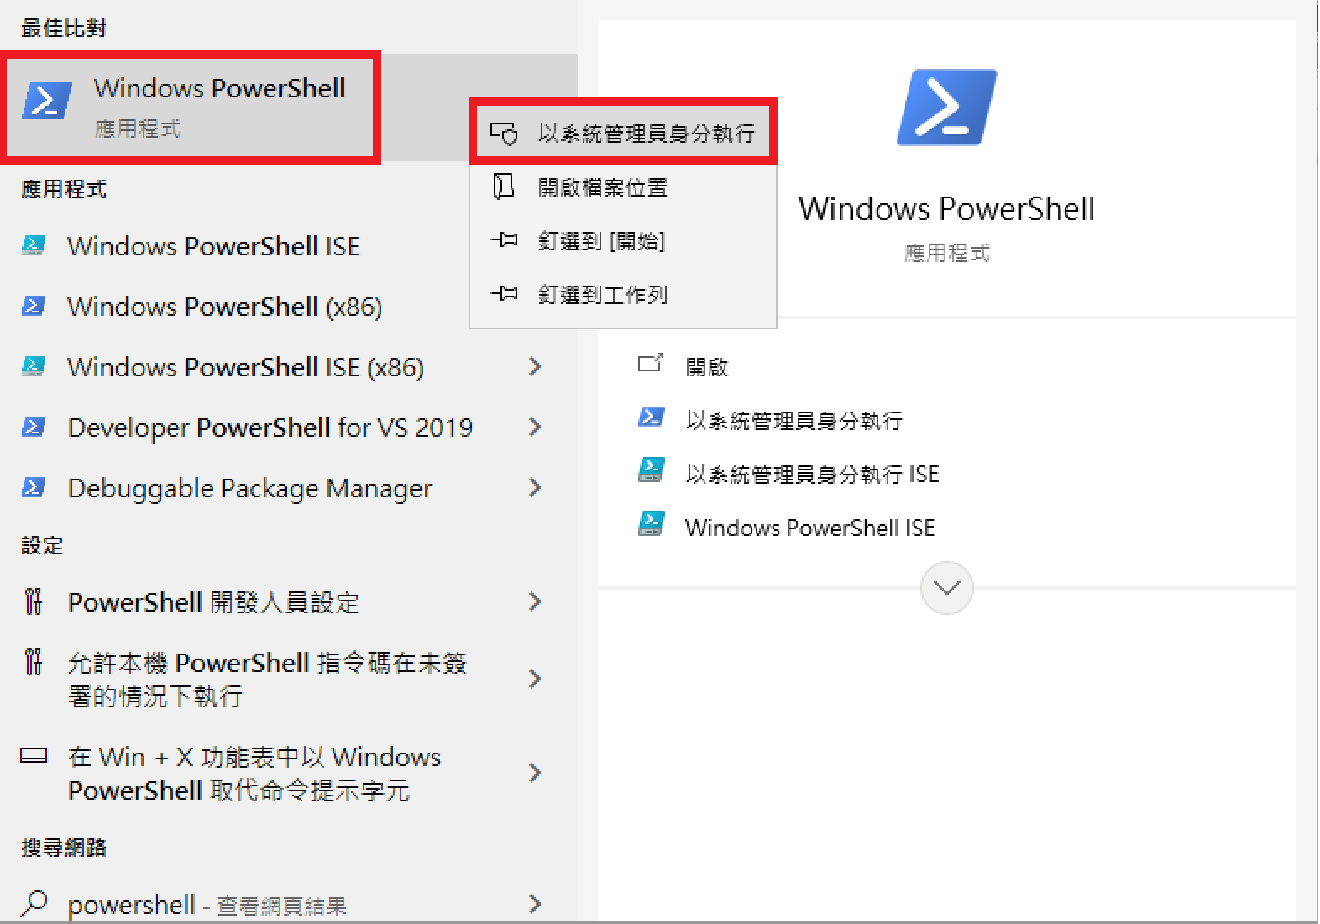 最佳比對
Windows PowerShell
應用程式
應用程式
Windows PowerShell ISE
Windows PowerShell (x86)
Windows PowerShell ISE (x86)
Developer PowerShell for VS 2019
Debuggable Package Manager
設定
PowerShell 開發人員設定
允許本機 PowerShell 指令碼在未簽
署的情況下執行
在 Win + X 功能表中以 Windows
PowerShell 取代命令提示字元
搜尋網路
powershell - 查看網頁結果
以系統管理員身分執行
開啟檔案位置
釘選到 [開始]
釘選到工作列
Windows PowerShell
應用程式
開啟
以系統管理員身分執行
以系統管理員身分執行 ISE
Windows PowerShell ISE